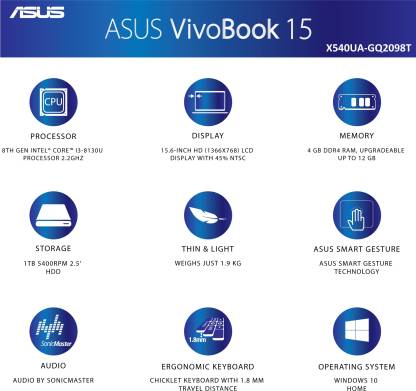 ASUS
ASUS VivoBook 15
X540UA-GQ2098T
CPU
PROCESSOR
8TH GEN INTEL® CORE™ I3-8130U
PROCESSOR 2.2GHZ
DISPLAY
15.6-INCH HD (1366X768) LCD
DISPLAY WITH 45% NTSC
MEMORY
4 GB DDR4 RAM, UPGRADEABLE
UP TO 12 GB
STORAGE
1TB 5400RPM 2.5'
HDD
THIN & LIGHT
WEIGHS JUST 1.9 KG
ASUS SMART GESTURE
ASUS SMART GESTURE
TECHNOLOGY
SonicMaster
AUDIO
AUDIO BY SONICMASTER
1.8mm
ERGONOMIC KEYBOARD
CHICKLET KEYBOARD WITH 1.8 MM
TRAVEL DISTANCE
OPERATING SYSTEM
WINDOWS 10
HOME